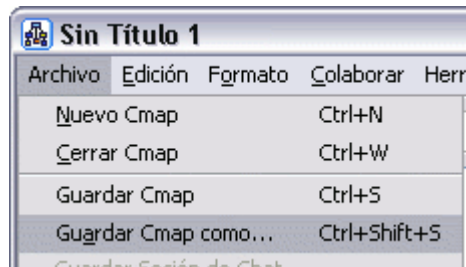 Sin Título 1
Archivo Edición Formato Colaborar Herr
Nuevo Cmap Ctrl+N
Cerrar Cmap Ctrl+W
Guardar Cmap Ctrl+S
Guardar Cmap como... Ctrl+Shift+S